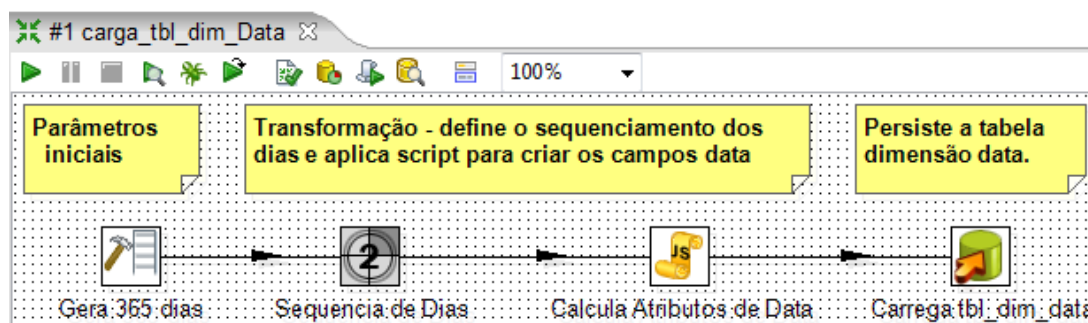 #1 carga_tbl_dim_Data
100%
Parâmetros
iniciais
Transformação - define o sequenciamento dos
dias e aplica script para criar os campos data
Persiste a tabela
dimensão data.
2
JS
Gera 365 dias
Sequencia de Dias
Calcula Atributos de Data
Carrega tbl_dim_data